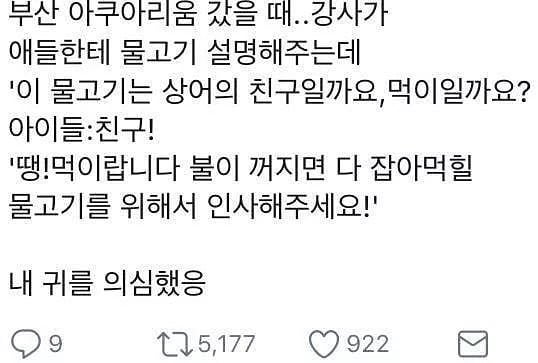 부산 아쿠아리움 갔을 때..강사가
애들한테 물고기 설명해주는데
'이 물고기는 상어의 친구일까요,먹이일까요?
아이들:친구!
'땡!먹이랍니다 불이 꺼지면 다 잡아먹힐
물고기를 위해서 인사해주세요!'
내 귀를 의심했응
9 5,177 922